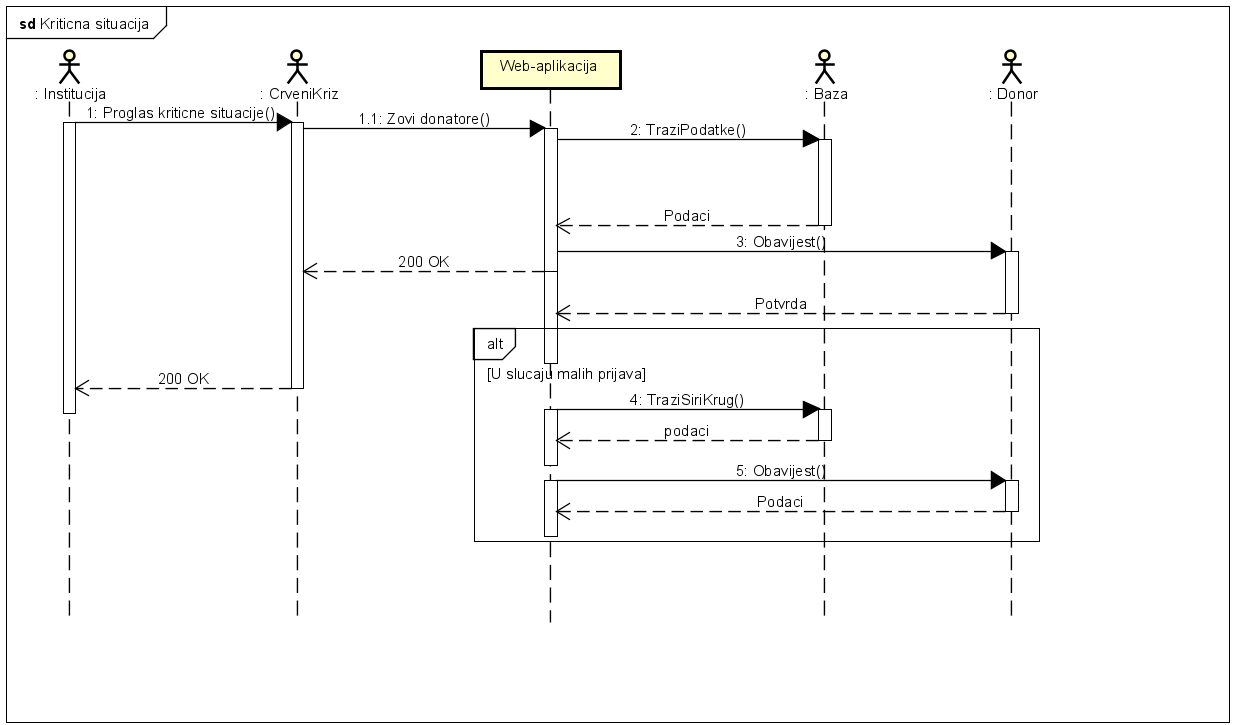 sd Kriticna situacija
: Institucija
: CrveniKriz
Web-aplikacija
: Baza
: Donor
1: Proglas kriticne situacije()
1.1: Zovi donatore()
2: TraziPodatke()
Podaci
3: Obavijest()
200 OK
Potvrda
alt
[U slucaju malih prijava]
200 OK
4: TraziSiriKrug()
podaci
5: Obavijest()
Podaci